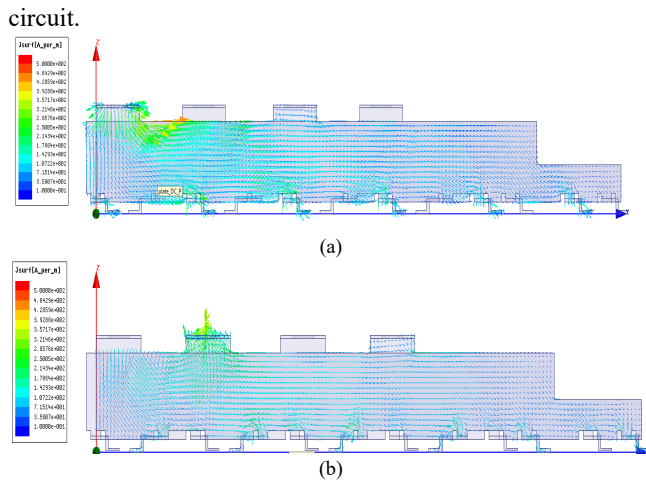 circuit.
Jsurf[A_per_m]
5.0000e+002
4.6429e+002
4.2859e+002
3.9288e+002
3.5717e+002
3.2146e+002
2.8576e+002
2.5005e+002
2.1434e+002
1.7864e+002
1.4293e+002
1.0722e+002
7.1514e+001
3.5807e+001
1.0000e-001
Z
plate_DC_P
(a)
Jsurf[A_per_m]
5.0000e+002
4.6429e+002
4.2859e+002
3.9288e+002
3.5717e+002
3.2146e+002
2.8576e+002
2.5005e+002
2.1434e+002
1.7864e+002
1.4293e+002
1.0722e+002
7.1514e+001
3.5807e+001
1.0000e-001
Z
(b)